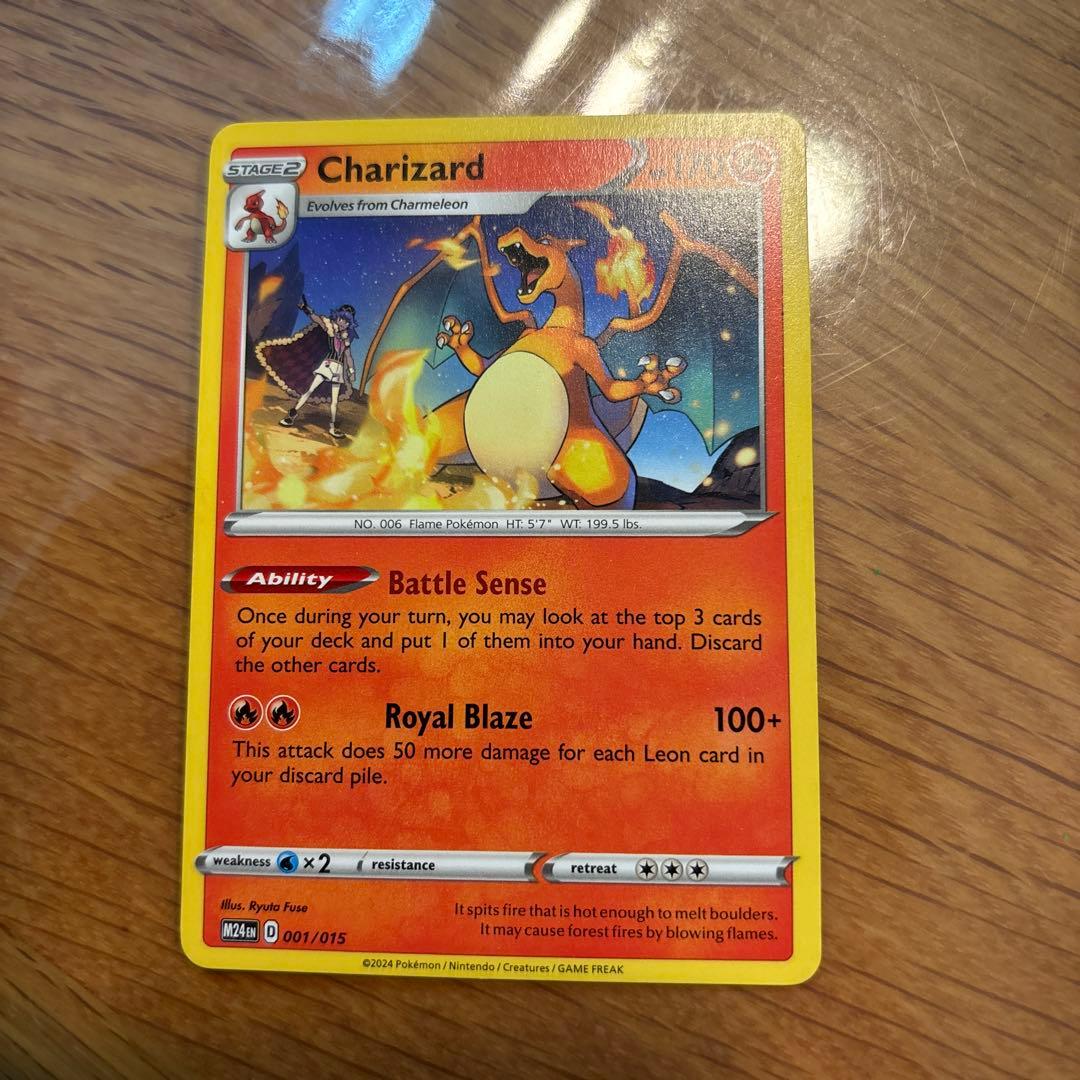 STAGE2 Charizard
Evolves from Charmeleon
NO. 006 Flame Pokémon HT: 5'7" WT: 199.5 lbs.
Ability Battle Sense
Once during your turn, you may look at the top 3 cards
of your deck and put 1 of them into your hand. Discard
the other cards.
Royal Blaze 100+
This attack does 50 more damage for each Leon card in
your discard pile.
weakness ×2 resistance retreat
Illus. Ryuta Fuse
It spits fire that is hot enough to melt boulders.
It may cause forest fires by blowing flames.
M24 EN D 001/015
©2024 Pokémon / Nintendo / Creatures / GAME FREAK